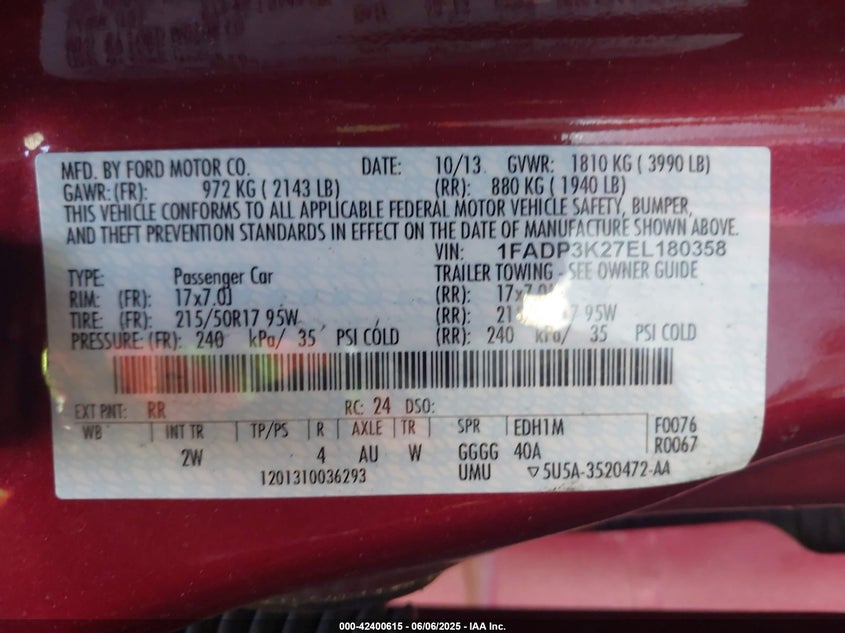 MFD. BY FORD MOTOR CO. DATE: 10/13 GVWR: 1810 KG ( 3990 LB)
GAWR: (FR): 972 KG ( 2143 LB) (RR): 880 KG ( 1940 LB)
THIS VEHICLE CONFORMS TO ALL APPLICABLE FEDERAL MOTOR VEHICLE SAFETY, BUMPER,
AND THEFT PREVENTION STANDARDS IN EFFECT ON THE DATE OF MANUFACTURE SHOWN ABOVE.
VIN: 1FADP3K27EL180358
TYPE: Passenger Car TRAILER TOWING - SEE OWNER GUIDE
RIM: (FR): 17x7.0J (RR):
TIRE: (FR): 215/50R17 95W (RR): 95W
PRESSURE: (FR): 240 kPa/ 35 PSI COLD (RR): 240 kPa/ 35 PSI COLD
EXT PNT: RR RC: 24 DSO:
WB INT TR TP/PS R AXLE TR SPR EDH1M F0076
2W 4 AU W GGGG 40A R0067
1201310036293 UMU ▽5U5A-3520472-AA
000-42400615 - 06/06/2025 - IAA Inc.